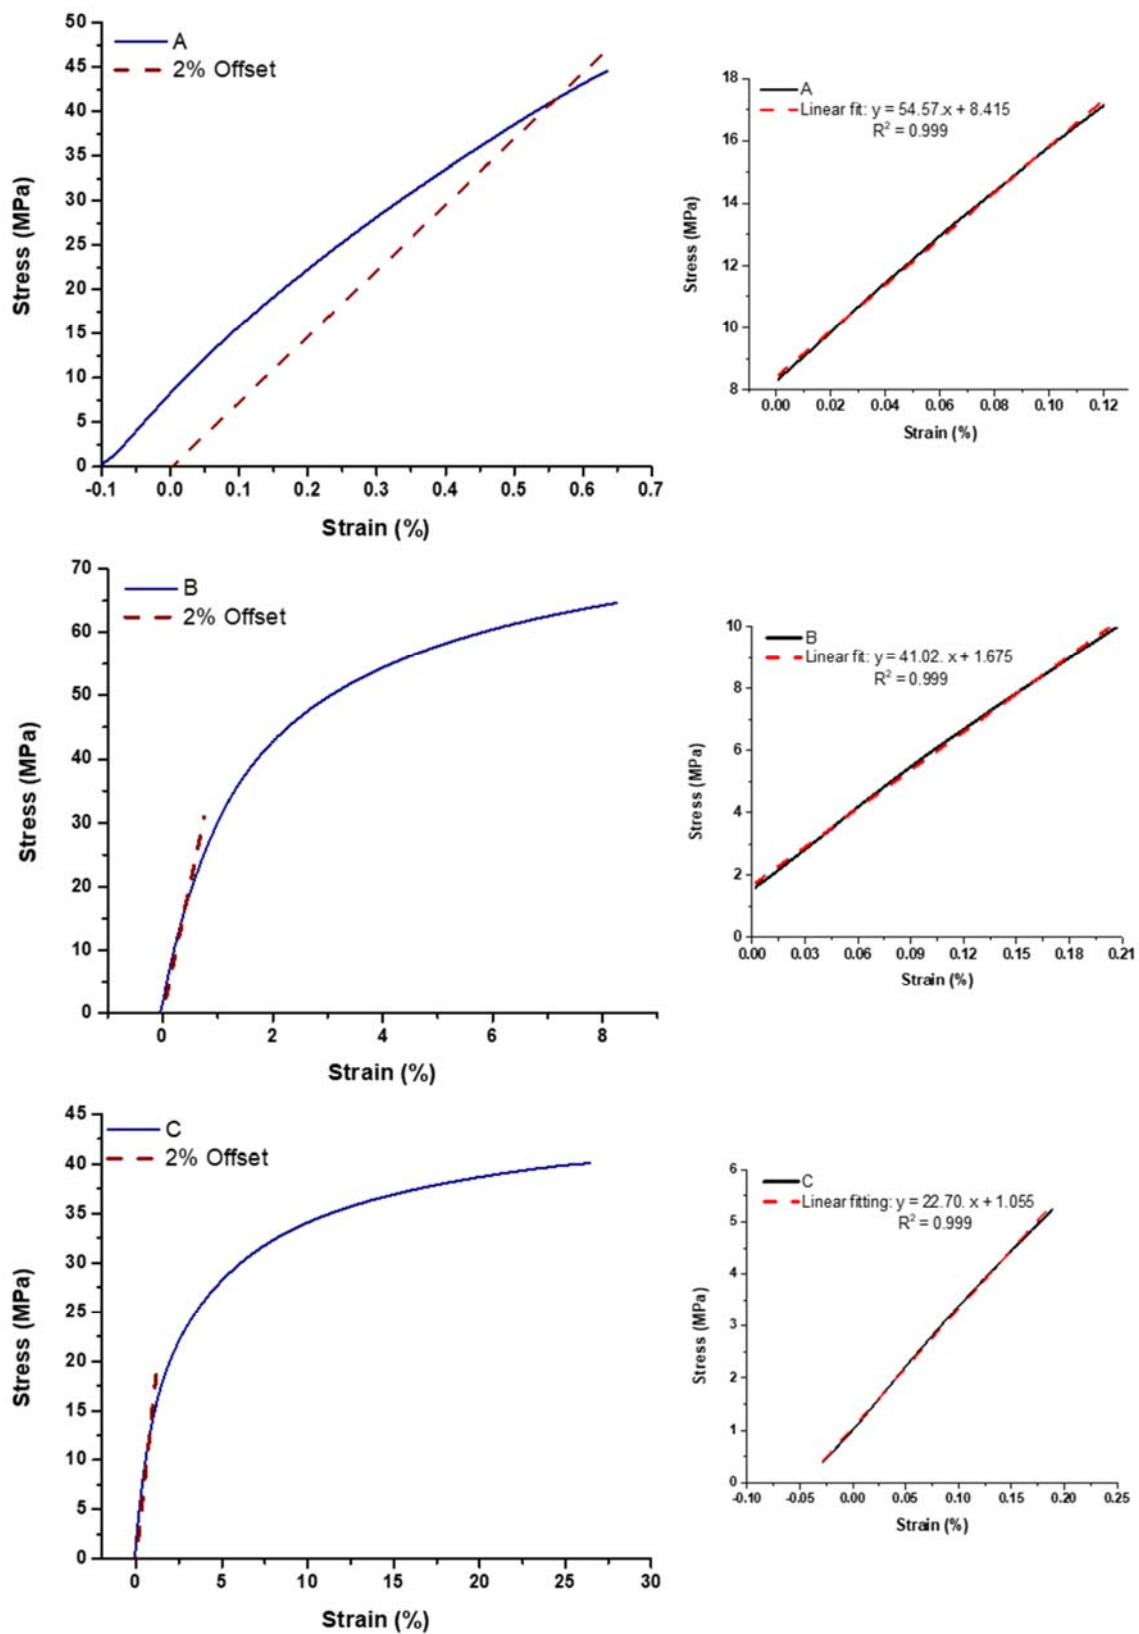 50
45
40
35
30
25
20
15
10
5
0
A
2% Offset
Stress (MPa)
-0.1 0.0 0.1 0.2 0.3 0.4 0.5 0.6 0.7
Strain (%)
18
16
14
12
10
8
A
Linear fit: y = 54.57.x + 8.415
R² = 0.999
Stress (MPa)
0.00 0.02 0.04 0.06 0.08 0.10 0.12
Strain (%)
70
60
50
40
30
20
10
0
B
2% Offset
Stress (MPa)
0 2 4 6 8
Strain (%)
10
8
6
4
2
0
B
Linear fit: y = 41.02. x + 1.675
R² = 0.999
Stress (MPa)
0.00 0.03 0.06 0.09 0.12 0.15 0.18 0.21
Strain (%)
45
40
35
30
25
20
15
10
5
0
C
2% Offset
Stress (MPa)
0 5 10 15 20 25 30
Strain (%)
6
5
4
3
2
1
0
C
Linear fitting: y = 22.70. x + 1.055
R² = 0.999
Stress (MPa)
-0.10 -0.05 0.00 0.05 0.10 0.15 0.20 0.25
Strain (%)